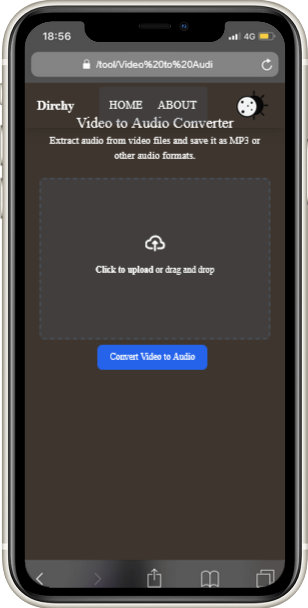 18:56
4G
/tool/Video%20to%20Audi
Dirchy HOME ABOUT
Video to Audio Converter
Extract audio from video files and save it as MP3 or
other audio formats.
Click to upload or drag and drop
Convert Video to Audio